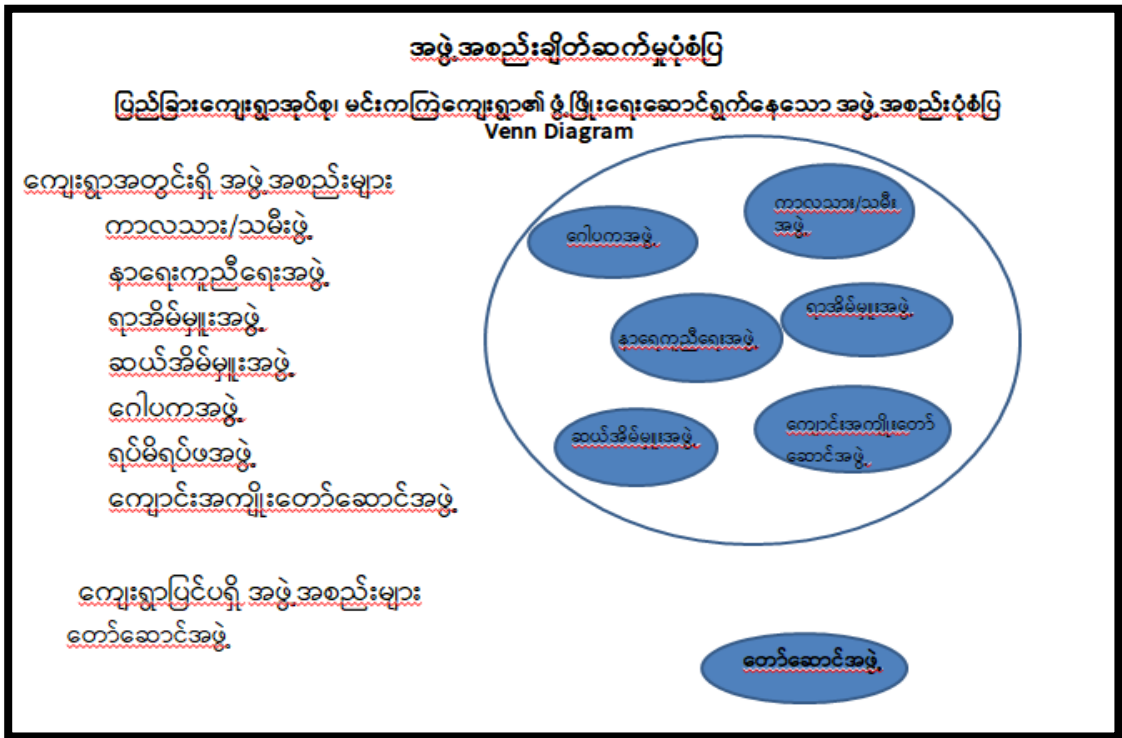 အဖွဲ့အစည်းချိတ်ဆက်မှုပုံစံပြ
ပြည်ခြားကျေးရွာအုပ်စု၊ မင်းကကြဲကျေးရွာ၏ ဖွံ့ဖြိုးရေးဆောင်ရွက်နေသော အဖွဲ့အစည်းပုံစံပြ
Venn Diagram
ကျေးရွာအတွင်းရှိ အဖွဲ့အစည်းများ
ကာလသား/သမီးဖွဲ့
နာရေးကူညီရေးအဖွဲ့
ရာအိမ်မှူးအဖွဲ့
ဆယ်အိမ်မှူးအဖွဲ့
ဂေါပကအဖွဲ့
ရပ်မိရပ်ဖအဖွဲ့
ကျောင်းအကျိုးတော်ဆောင်အဖွဲ့
ကျေးရွာပြင်ပရှိ အဖွဲ့အစည်းများ
တော်ဆောင်အဖွဲ့
ကာလသား/သမီး
အဖွဲ့
ဂေါပကအဖွဲ့
ရာအိမ်မှူးအဖွဲ့
နာရေကူညီရေးအဖွဲ့
ကျောင်းအကျိုးတော်
ဆောင်အဖွဲ့
ဆယ်အိမ်မှူးအဖွဲ့
တော်ဆောင်အဖွဲ့